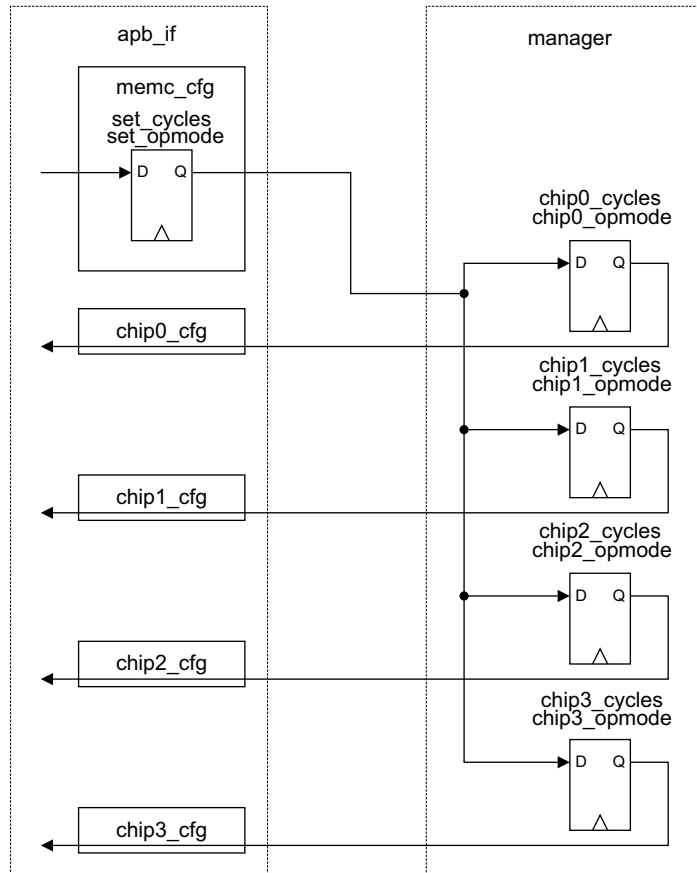 apb_if
manager
memc_cfg
set_cycles
set_opmode
D Q
chip0_cycles
chip0_opmode
D Q
chip0_cfg
chip1_cycles
chip1_opmode
D Q
chip1_cfg
chip2_cycles
chip2_opmode
D Q
chip2_cfg
chip3_cycles
chip3_opmode
D Q
chip3_cfg